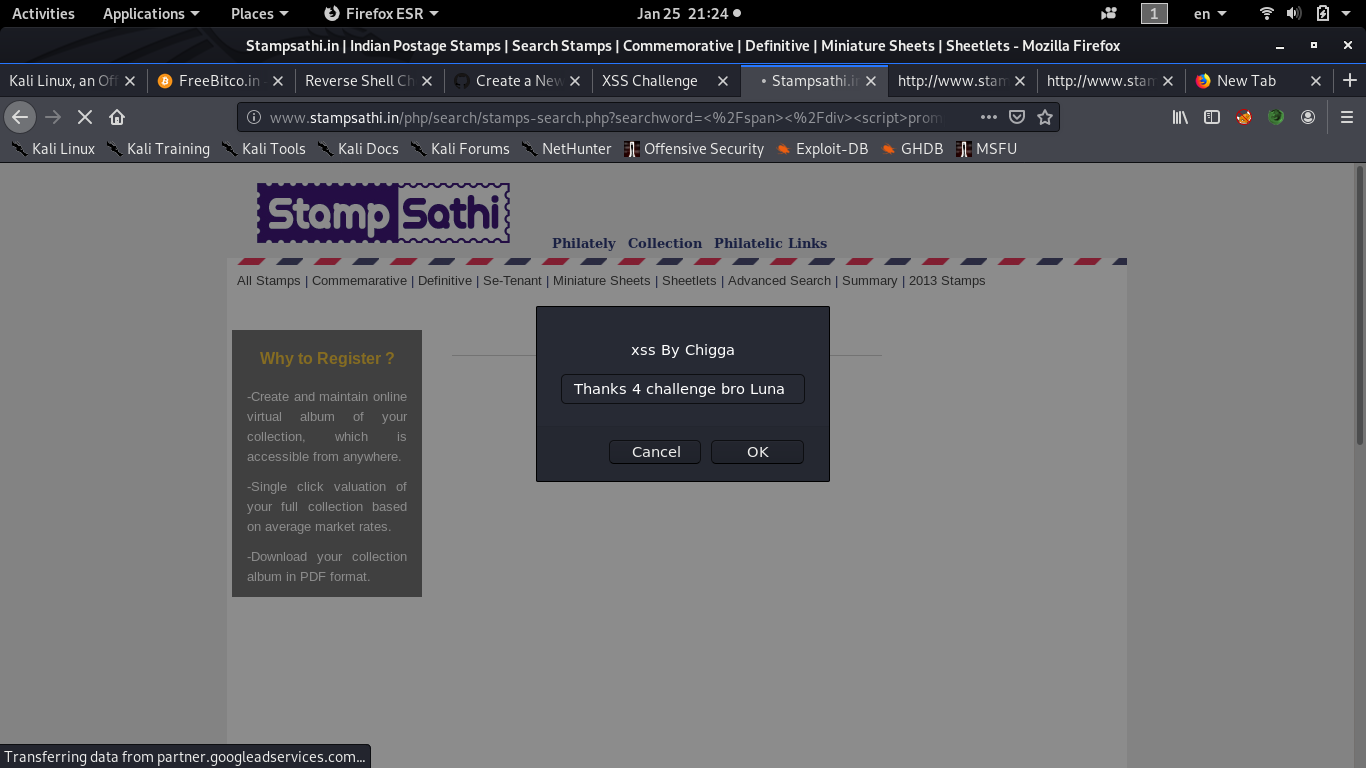 Activities Applications Places Firefox ESR Jan 25 21:24 1 en
Stampsathi.in | Indian Postage Stamps | Search Stamps | Commemorative | Definitive | Miniature Sheets | Sheetlets - Mozilla Firefox
Kali Linux, an Off FreeBitco.in - Reverse Shell Ch Create a New XSS Challenge Stampsathi.in http://www.stam http://www.stam New Tab
www.stampsathi.in/php/search/stamps-search.php?searchword=<%2Fspan><%2Fdiv><script>prom
Kali Linux Kali Training Kali Tools Kali Docs Kali Forums NetHunter Offensive Security Exploit-DB GHDB MSFU
Stamp Sathi
Philately Collection Philatelic Links
All Stamps | Commemarative | Definitive | Se-Tenant | Miniature Sheets | Sheetlets | Advanced Search | Summary | 2013 Stamps
Why to Register ?
-Create and maintain online
virtual album of your
collection, which is
accessible from anywhere.
-Single click valuation of
your full collection based
on average market rates.
-Download your collection
album in PDF format.
xss By Chigga
Thanks 4 challenge bro Luna
Cancel OK
Transferring data from partner.googleadservices.com...